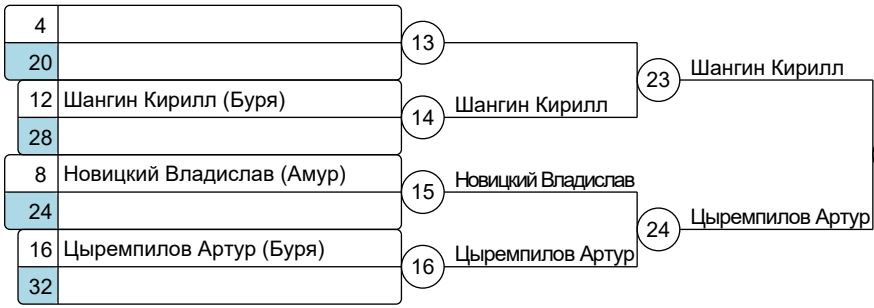 4
20
13
12 Шангин Кирилл (Буря)
28
14
Шангин Кирилл
23
Шангин Кирилл
8 Новицкий Владислав (Амур)
24
15
Новицкий Владислав
16 Цыремпилов Артур (Буря)
32
16
Цыремпилов Артур
24
Цыремпилов Артур